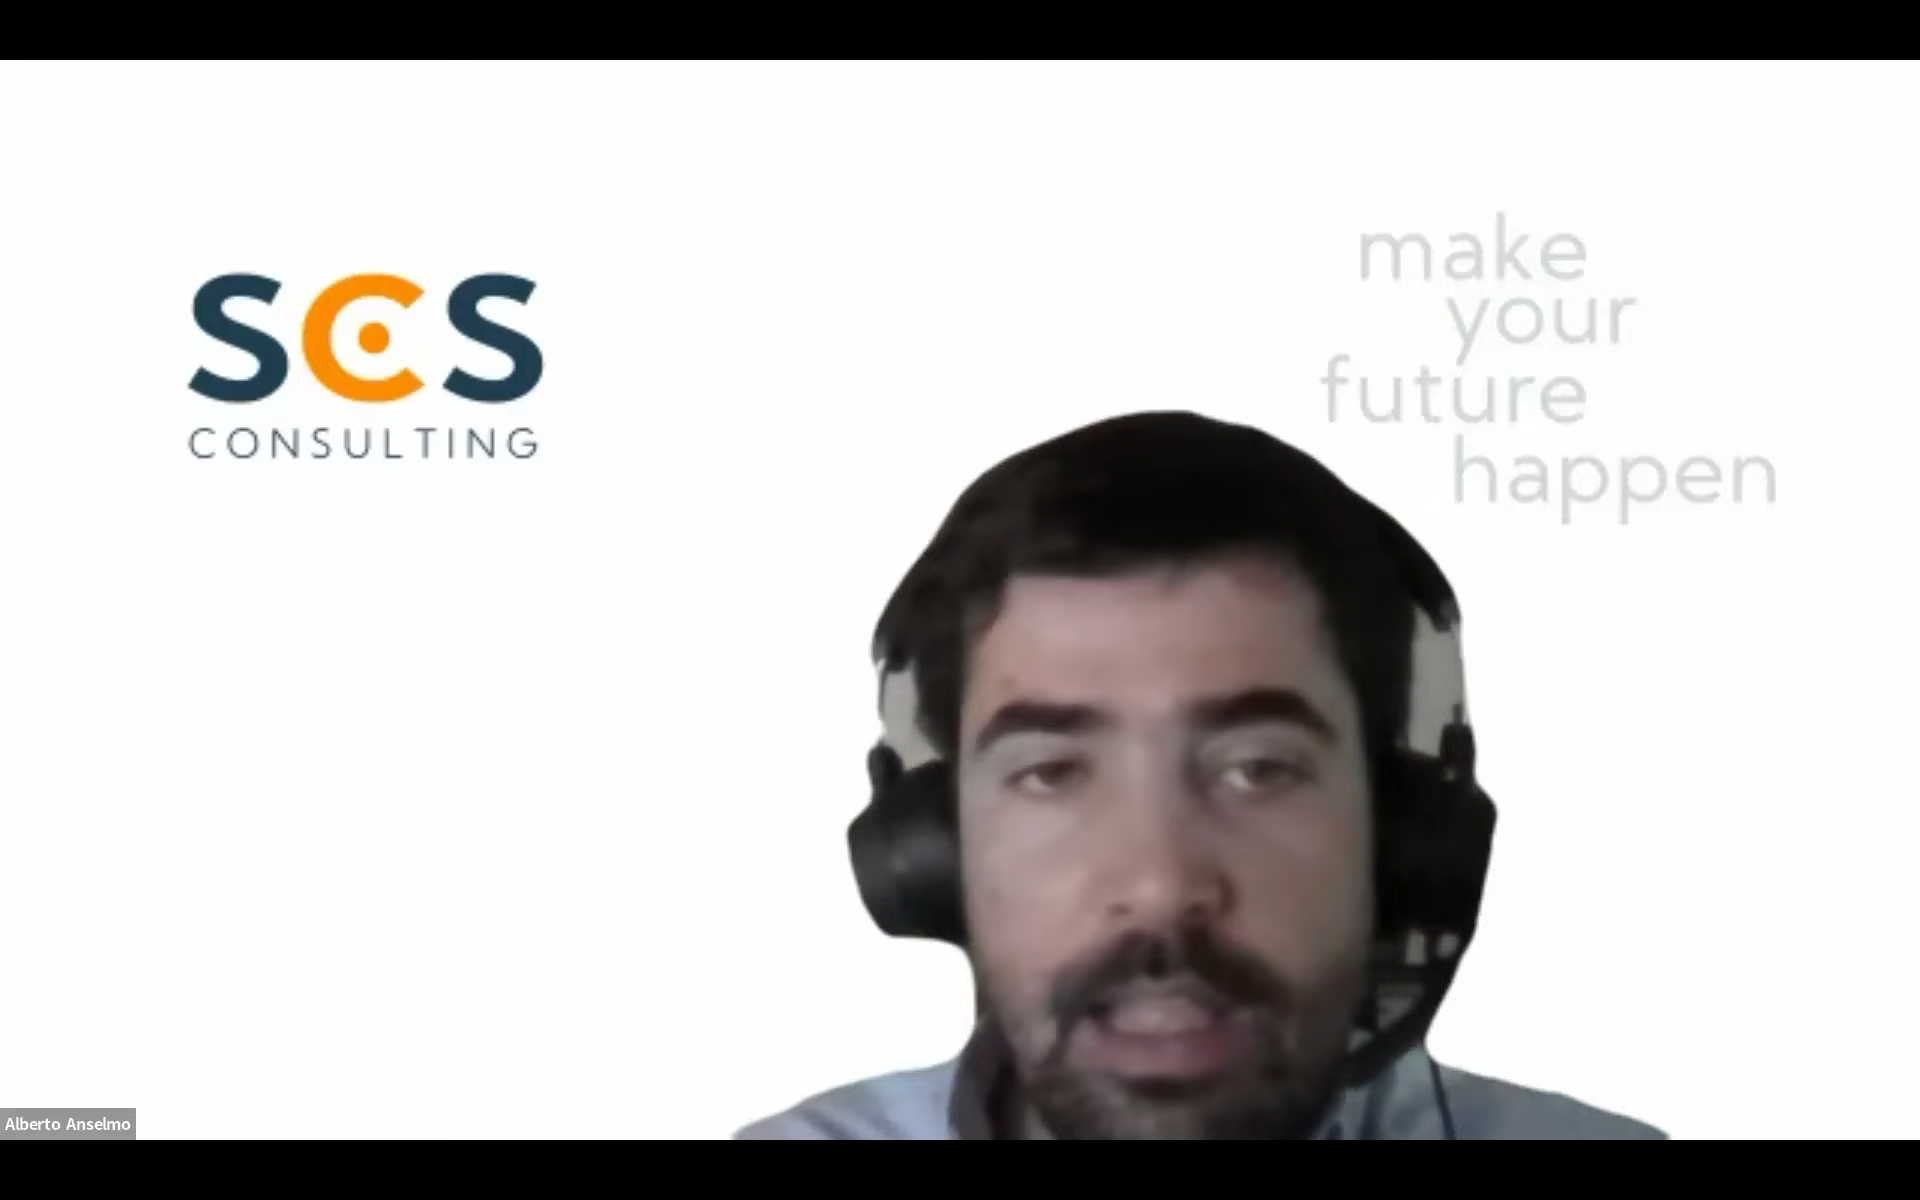 SCS
CONSULTING
make
your
future
happen
Alberto Anselmo